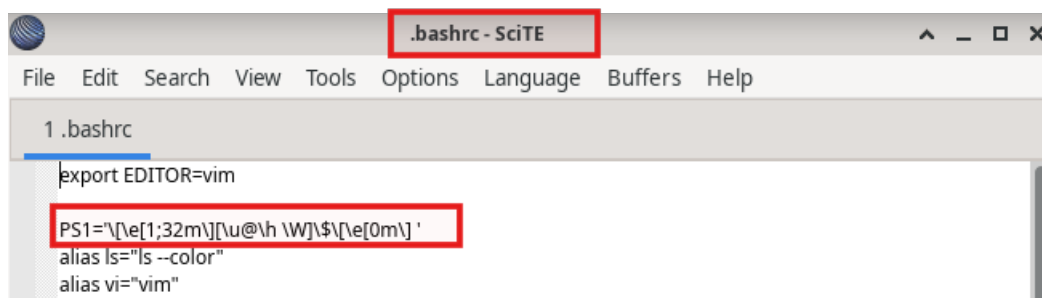 .bashrc - SciTE
File Edit Search View Tools Options Language Buffers Help
1 .bashrc
export EDITOR=vim
PS1='\[\e[1;32m\][\u@\h \W]\$\[\e[0m\] '
alias ls="ls --color"
alias vi="vim"